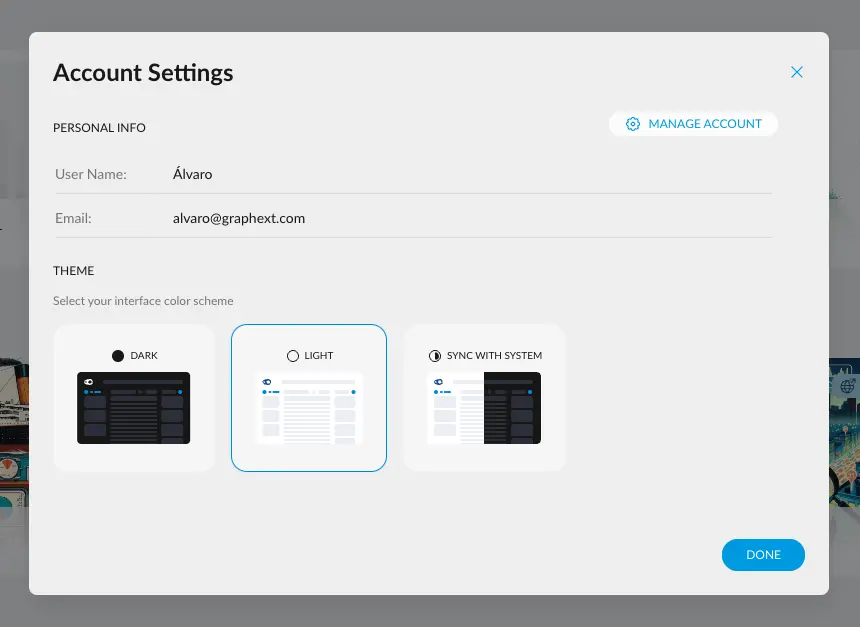 Account Settings
PERSONAL INFO
MANAGE ACCOUNT
User Name: Álvaro
Email: alvaro@graphext.com
THEME
Select your interface color scheme
DARK
LIGHT
SYNC WITH SYSTEM
DONE